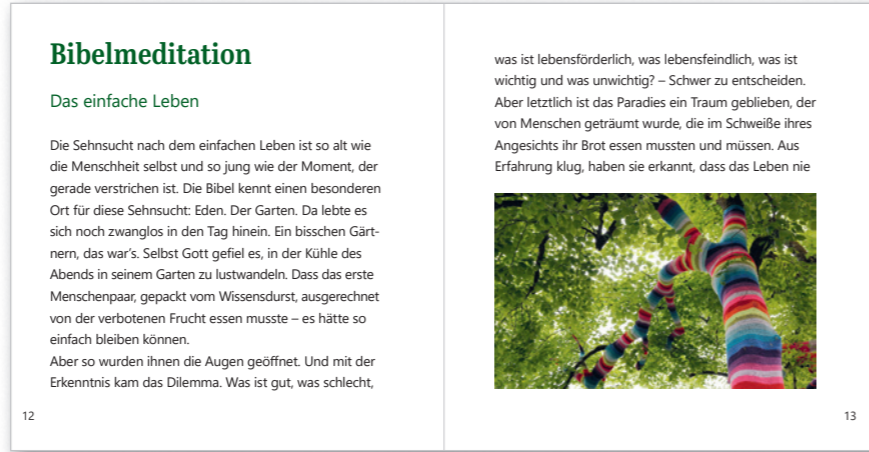 Bibelmeditation
Das einfache Leben
Die Sehnsucht nach dem einfachen Leben ist so alt wie
die Menschheit selbst und so jung wie der Moment, der
gerade verstrichen ist. Die Bibel kennt einen besonderen
Ort für diese Sehnsucht: Eden. Der Garten. Da lebte es
sich noch zwanglos in den Tag hinein. Ein bisschen Gärt-
nern, das war’s. Selbst Gott gefiel es, in der Kühle des
Abends in seinem Garten zu lustwandeln. Dass das erste
Menschenpaar, gepackt vom Wissensdurst, ausgerechnet
von der verbotenen Frucht essen musste – es hätte so
einfach bleiben können.
Aber so wurden ihnen die Augen geöffnet. Und mit der
Erkenntnis kam das Dilemma. Was ist gut, was schlecht,
12
was ist lebensförderlich, was lebensfeindlich, was ist
wichtig und was unwichtig? – Schwer zu entscheiden.
Aber letztlich ist das Paradies ein Traum geblieben, der
von Menschen geträumt wurde, die im Schweiße ihres
Angesichts ihr Brot essen mussten und müssen. Aus
Erfahrung klug, haben sie erkannt, dass das Leben nie
13